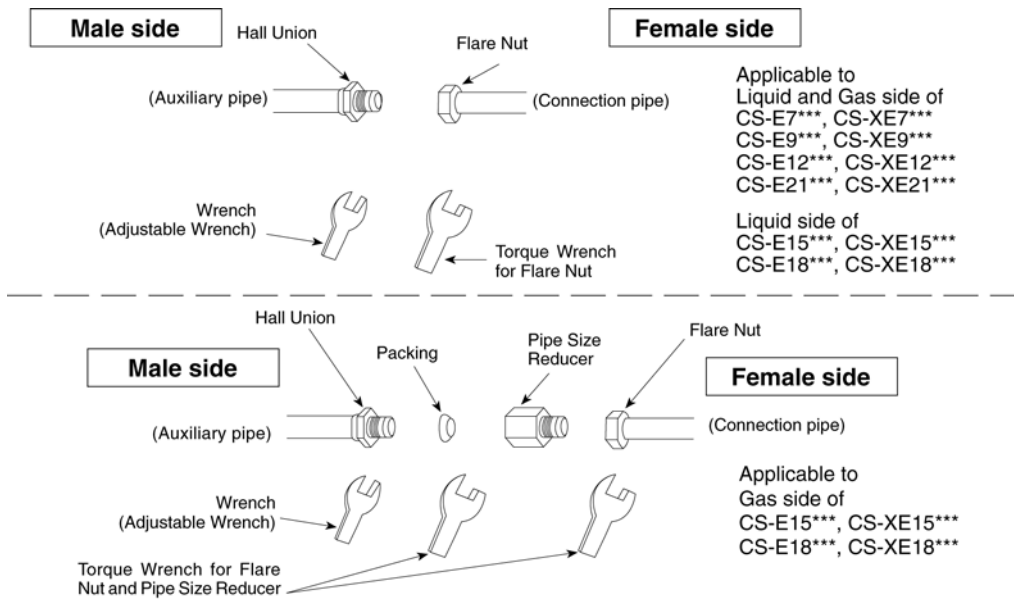 Male side
Hall Union
Flare Nut
Female side
(Auxiliary pipe)
(Connection pipe)
Applicable to
Liquid and Gas side of
CS-E7***, CS-XE7***
CS-E9***, CS-XE9***
CS-E12***, CS-XE12***
CS-E21***, CS-XE21***
Liquid side of
CS-E15***, CS-XE15***
CS-E18***, CS-XE18***
Wrench
(Adjustable Wrench)
Torque Wrench
for Flare Nut
Hall Union
Male side
Packing
Pipe Size
Reducer
Flare Nut
Female side
(Auxiliary pipe)
(Connection pipe)
Applicable to
Gas side of
CS-E15***, CS-XE15***
CS-E18***, CS-XE18***
Wrench
(Adjustable Wrench)
Torque Wrench for Flare
Nut and Pipe Size Reducer